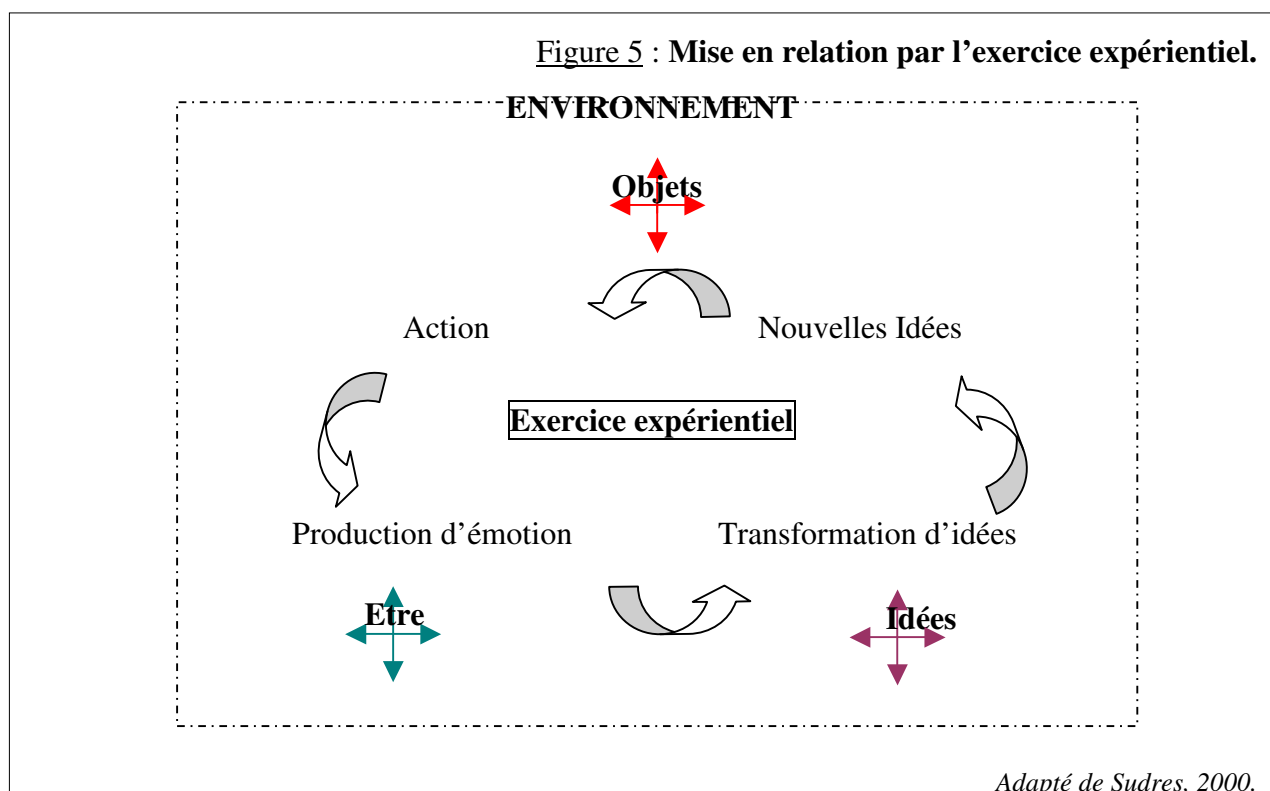 Figure 5 : Mise en relation par l’exercice expérientiel.
ENVIRONNEMENT
Objets
Action
Nouvelles Idées
Exercice expérientiel
Production d’émotion
Transformation d’idées
Etre
Idées
Adapté de Sudres, 2000.